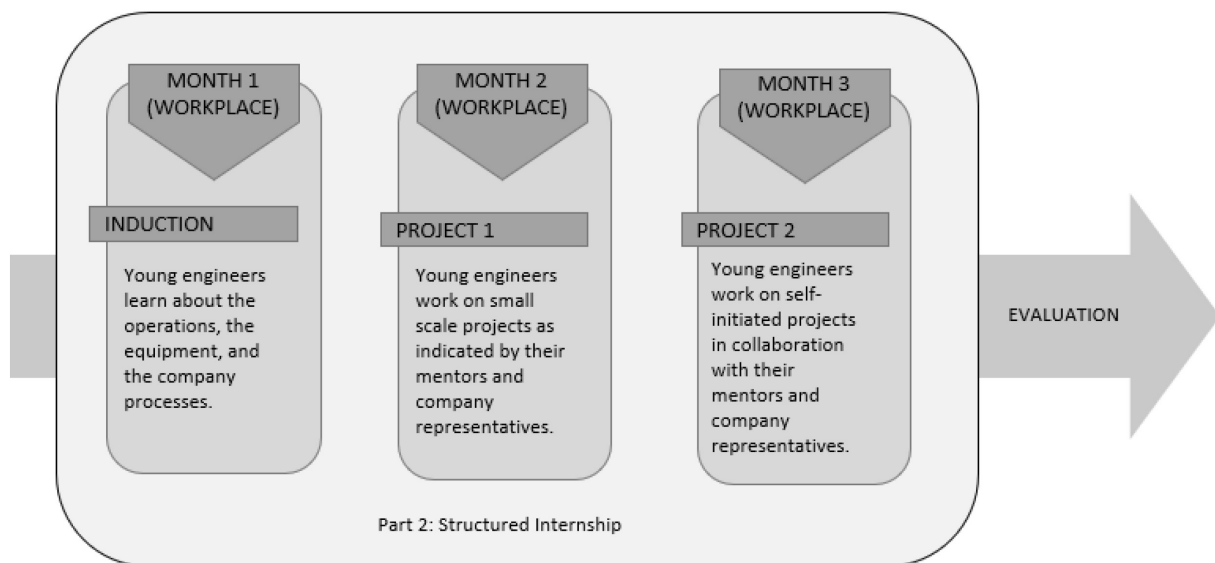 MONTH 1
(WORKPLACE)
INDUCTION
Young engineers
learn about the
operations, the
equipment, and
the company
processes.
MONTH 2
(WORKPLACE)
PROJECT 1
Young engineers
work on small
scale projects as
indicated by their
mentors and
company
representatives.
MONTH 3
(WORKPLACE)
PROJECT 2
Young engineers
work on self-
initiated projects
in collaboration
with their
mentors and
company
representatives.
EVALUATION
Part 2: Structured Internship